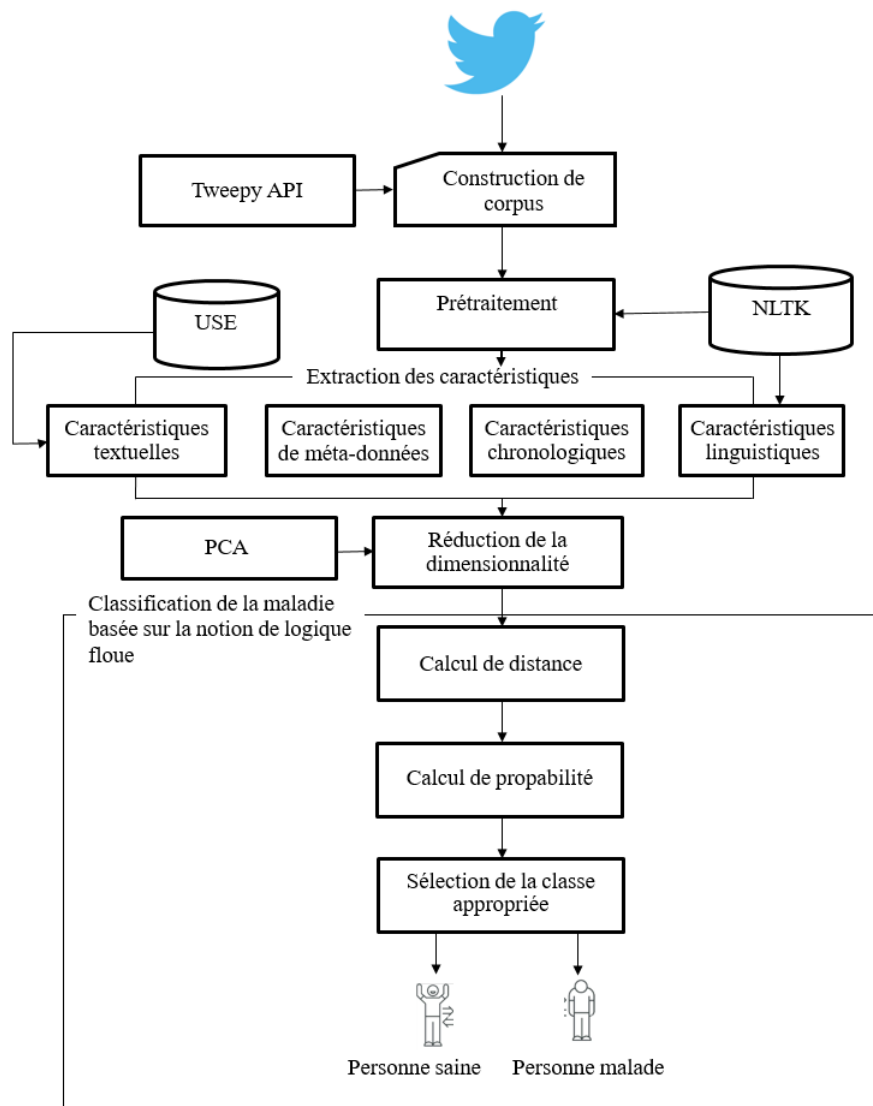 Construction de
corpus
Tweepy API
Prétraitement
USE
NLTK
Extraction des caractéristiques
Caractéristiques
textuelles
Caractéristiques
de méta-données
Caractéristiques
chronologiques
Caractéristiques
linguistiques
PCA
Réduction de la
dimensionnalité
Classification de la maladie
basée sur la notion de logique
floue
Calcul de distance
Calcul de propabilité
Sélection de la classe
appropriée
Personne saine
Personne malade